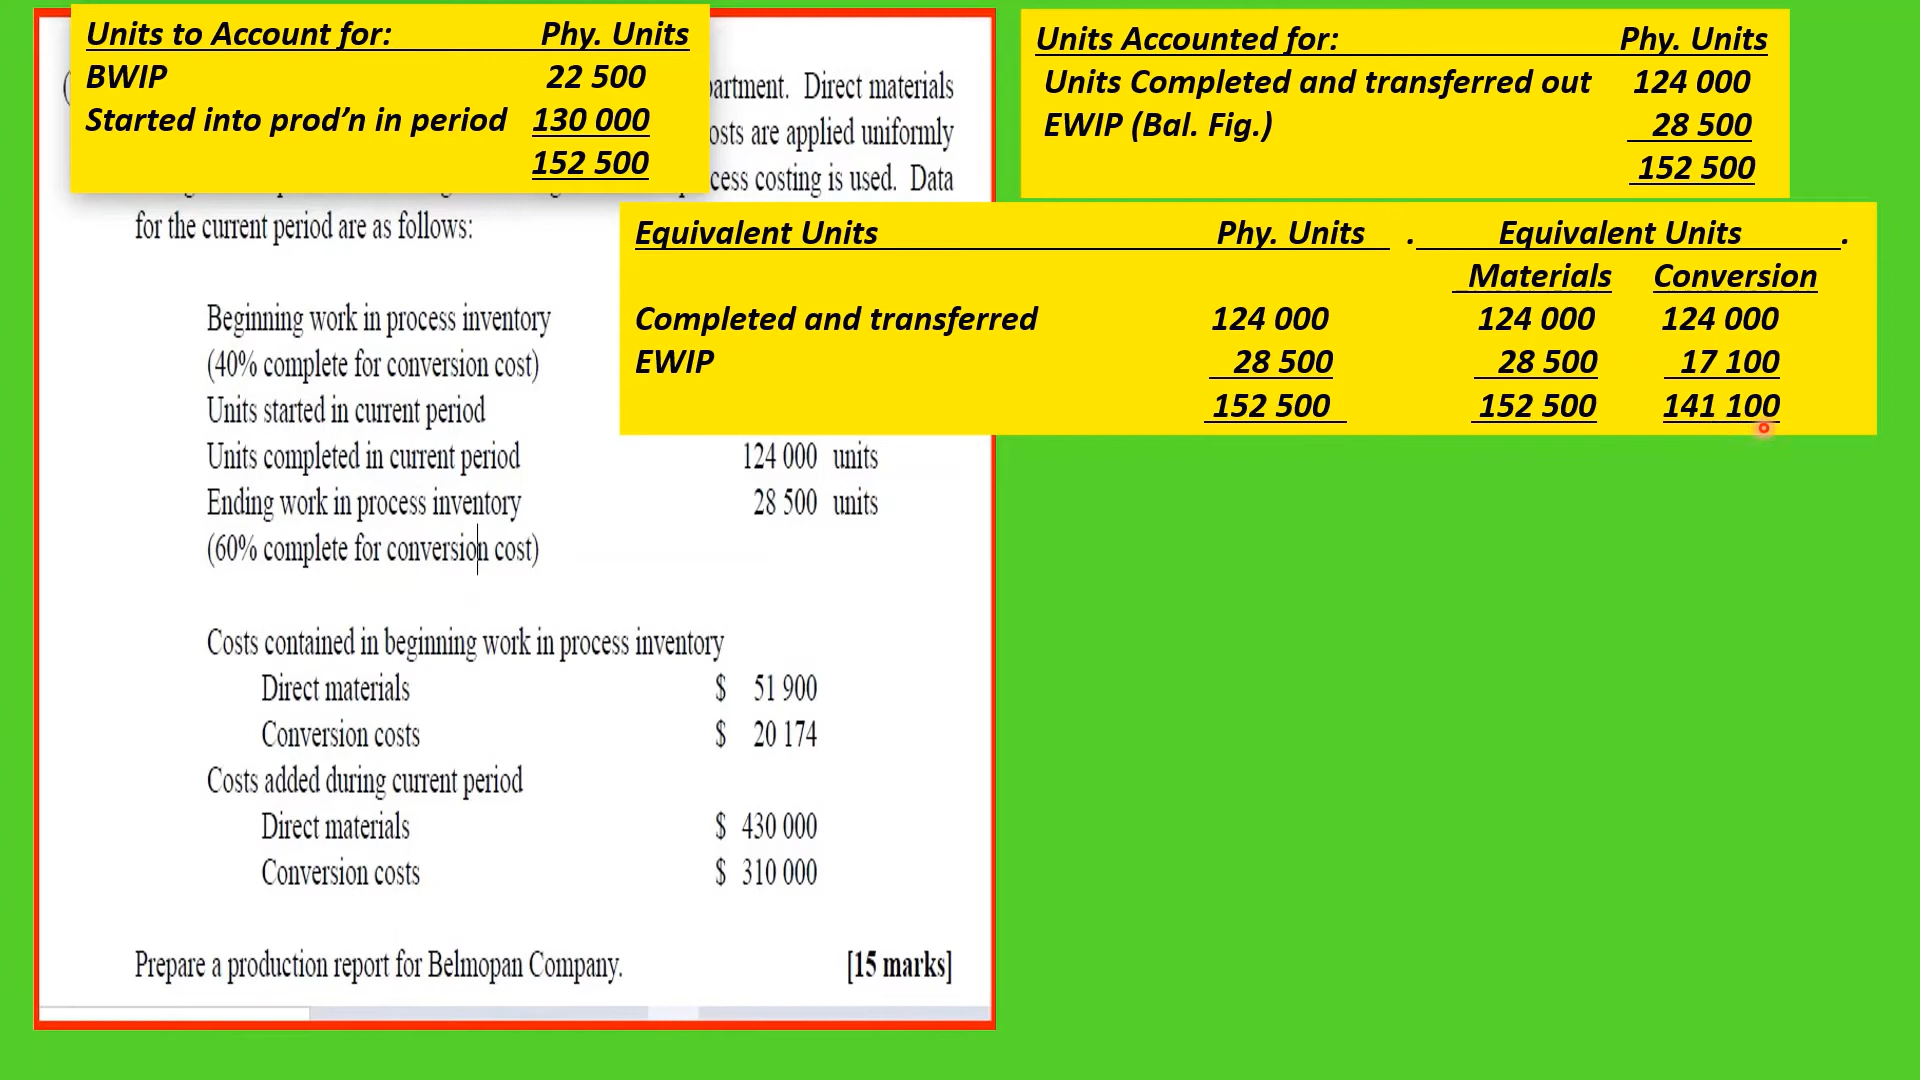 Units to Account for: Phy. Units
BWIP 22 500
Started into prod’n in period 130 000
152 500
Units Accounted for: Phy. Units
Units Completed and transferred out 124 000
EWIP (Bal. Fig.) 28 500
152 500
Equivalent Units Phy. Units . Equivalent Units .
Materials Conversion
Completed and transferred 124 000 124 000 124 000
EWIP 28 500 28 500 17 100
152 500 152 500 141 100
Direct materials
are applied uniformly
costing is used. Data
for the current period are as follows:
Beginning work in process inventory
(40% complete for conversion cost)
Units started in current period
Units completed in current period 124 000 units
Ending work in process inventory 28 500 units
(60% complete for conversion cost)
Costs contained in beginning work in process inventory
Direct materials $ 51 900
Conversion costs $ 20 174
Costs added during current period
Direct materials $ 430 000
Conversion costs $ 310 000
Prepare a production report for Belmopan Company. [15 marks]